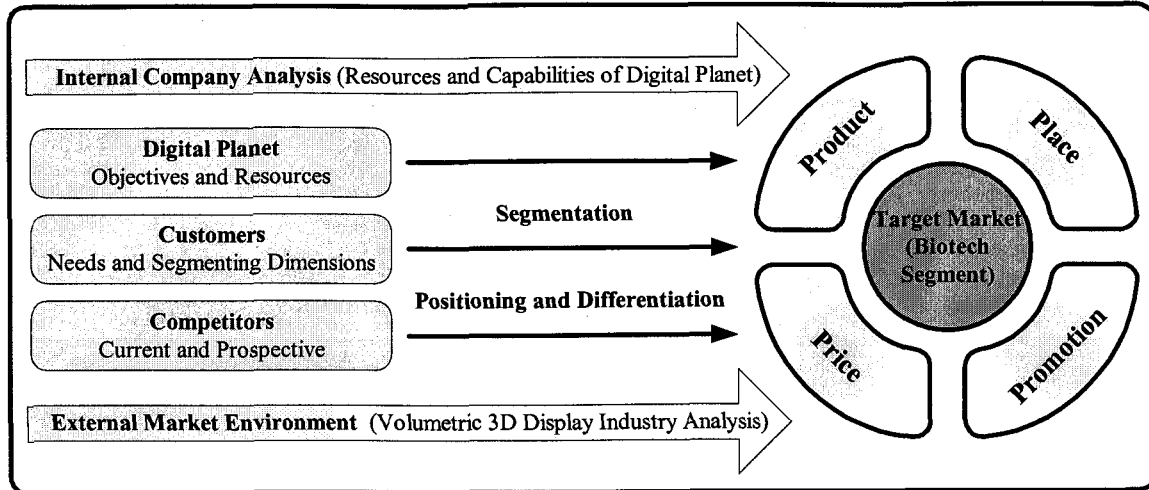 Internal Company Analysis (Resources and Capabilities of Digital Planet)
Digital Planet
Objectives and Resources
Segmentation
Customers
Needs and Segmenting Dimensions
Positioning and Differentiation
Competitors
Current and Prospective
External Market Environment (Volumetric 3D Display Industry Analysis)
Product
Place
Target Market
(Biotech
Segment)
Price
Promotion